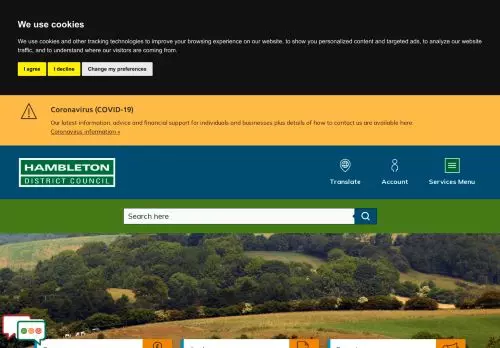 We use cookies
We use cookies and other tracking technologies to improve your browsing experience on our website, to show you personalized content and targeted ads, to analyze our website
traffic, and to understand where our visitors are coming from.
I agree I decline Change my preferences
Coronavirus (COVID-19)
Our latest information, advice and financial support for individuals and businesses plus details of how to contact us are available here.
Coronavirus information »
HAMBLETON
DISTRICT COUNCIL
Translate Account Services Menu
Search here